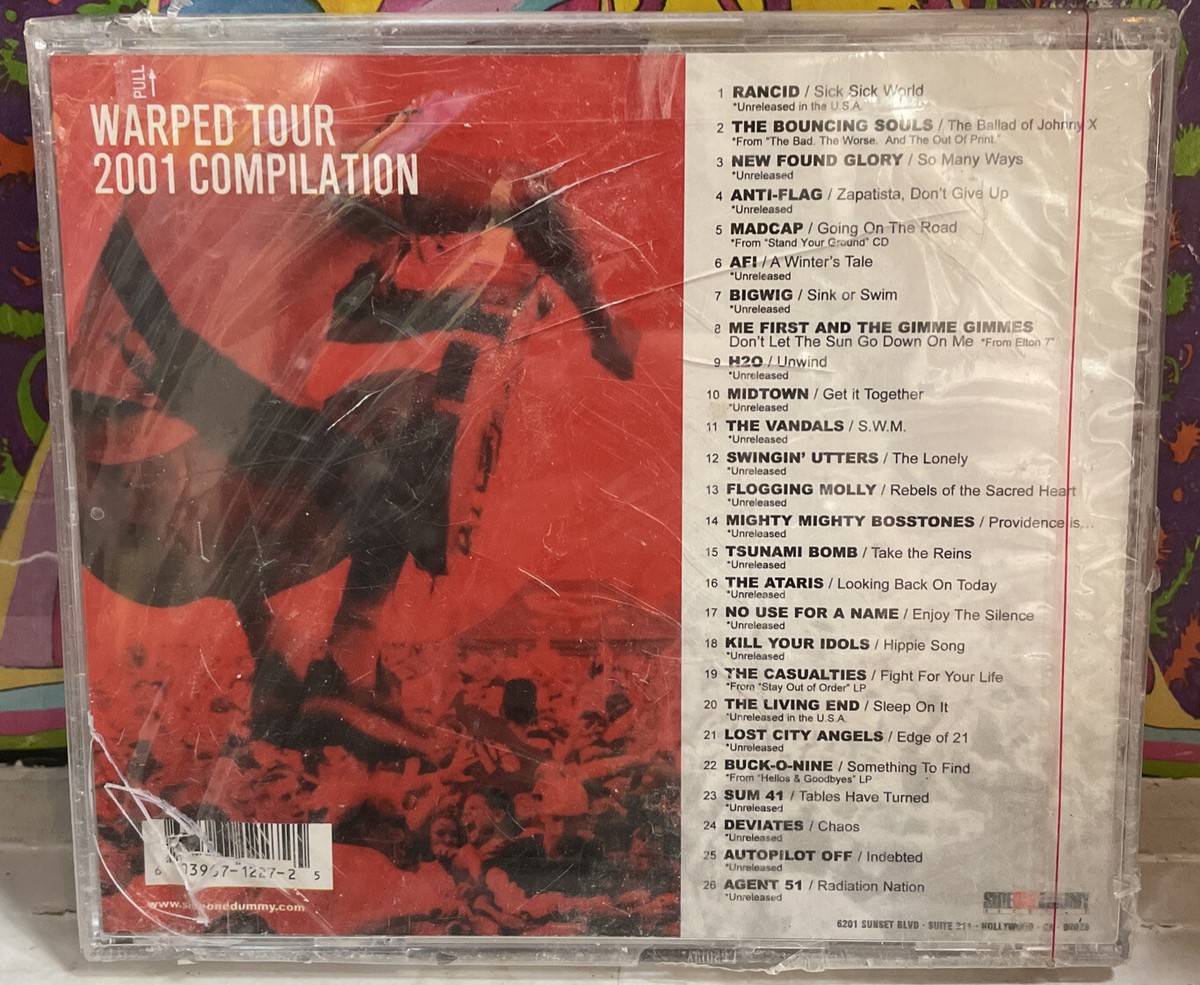 PULL
WARPED TOUR
2001 COMPILATION
1 RANCID / Sick Sick World
*Unreleased in the U.S.A.
2 THE BOUNCING SOULS / The Ballad of Johnny X
*From "The Bad. The Worse. And The Out Of Print."
3 NEW FOUND GLORY / So Many Ways
*Unreleased
4 ANTI-FLAG / Zapatista, Don't Give Up
*Unreleased
5 MADCAP / Going On The Road
*From "Stand Your Ground" CD
6 AFI / A Winter's Tale
*Unreleased
7 BIGWIG / Sink or Swim
*Unreleased
8 ME FIRST AND THE GIMME GIMMES
Don't Let The Sun Go Down On Me *From Elton 7"
9 H2O / Unwind
*Unreleased
10 MIDTOWN / Get it Together
*Unreleased
11 THE VANDALS / S.W.M.
*Unreleased
12 SWINGIN' UTTERS / The Lonely
*Unreleased
13 FLOGGING MOLLY / Rebels of the Sacred Heart
*Unreleased
14 MIGHTY MIGHTY BOSSTONES / Providence is...
*Unreleased
15 TSUNAMI BOMB / Take the Reins
*Unreleased
16 THE ATARIS / Looking Back On Today
*Unreleased
17 NO USE FOR A NAME / Enjoy The Silence
*Unreleased
18 KILL YOUR IDOLS / Hippie Song
*Unreleased
19 THE CASUALTIES / Fight For Your Life
*From "Stay Out of Order" LP
20 THE LIVING END / Sleep On It
*Unreleased in the U.S.A.
21 LOST CITY ANGELS / Edge of 21
*Unreleased
22 BUCK-O-NINE / Something To Find
*From "Hellos & Goodbyes" LP
23 SUM 41 / Tables Have Turned
*Unreleased
24 DEVIATES / Chaos
*Unreleased
25 AUTOPILOT OFF / Indebted
*Unreleased
26 AGENT 51 / Radiation Nation
*Unreleased
6 03967-1227-2 5
www.sideonedummy.com
SIDEONEDUMMY
6201 SUNSET BLVD - SUITE 211 - HOLLYWOOD - CA - 90028